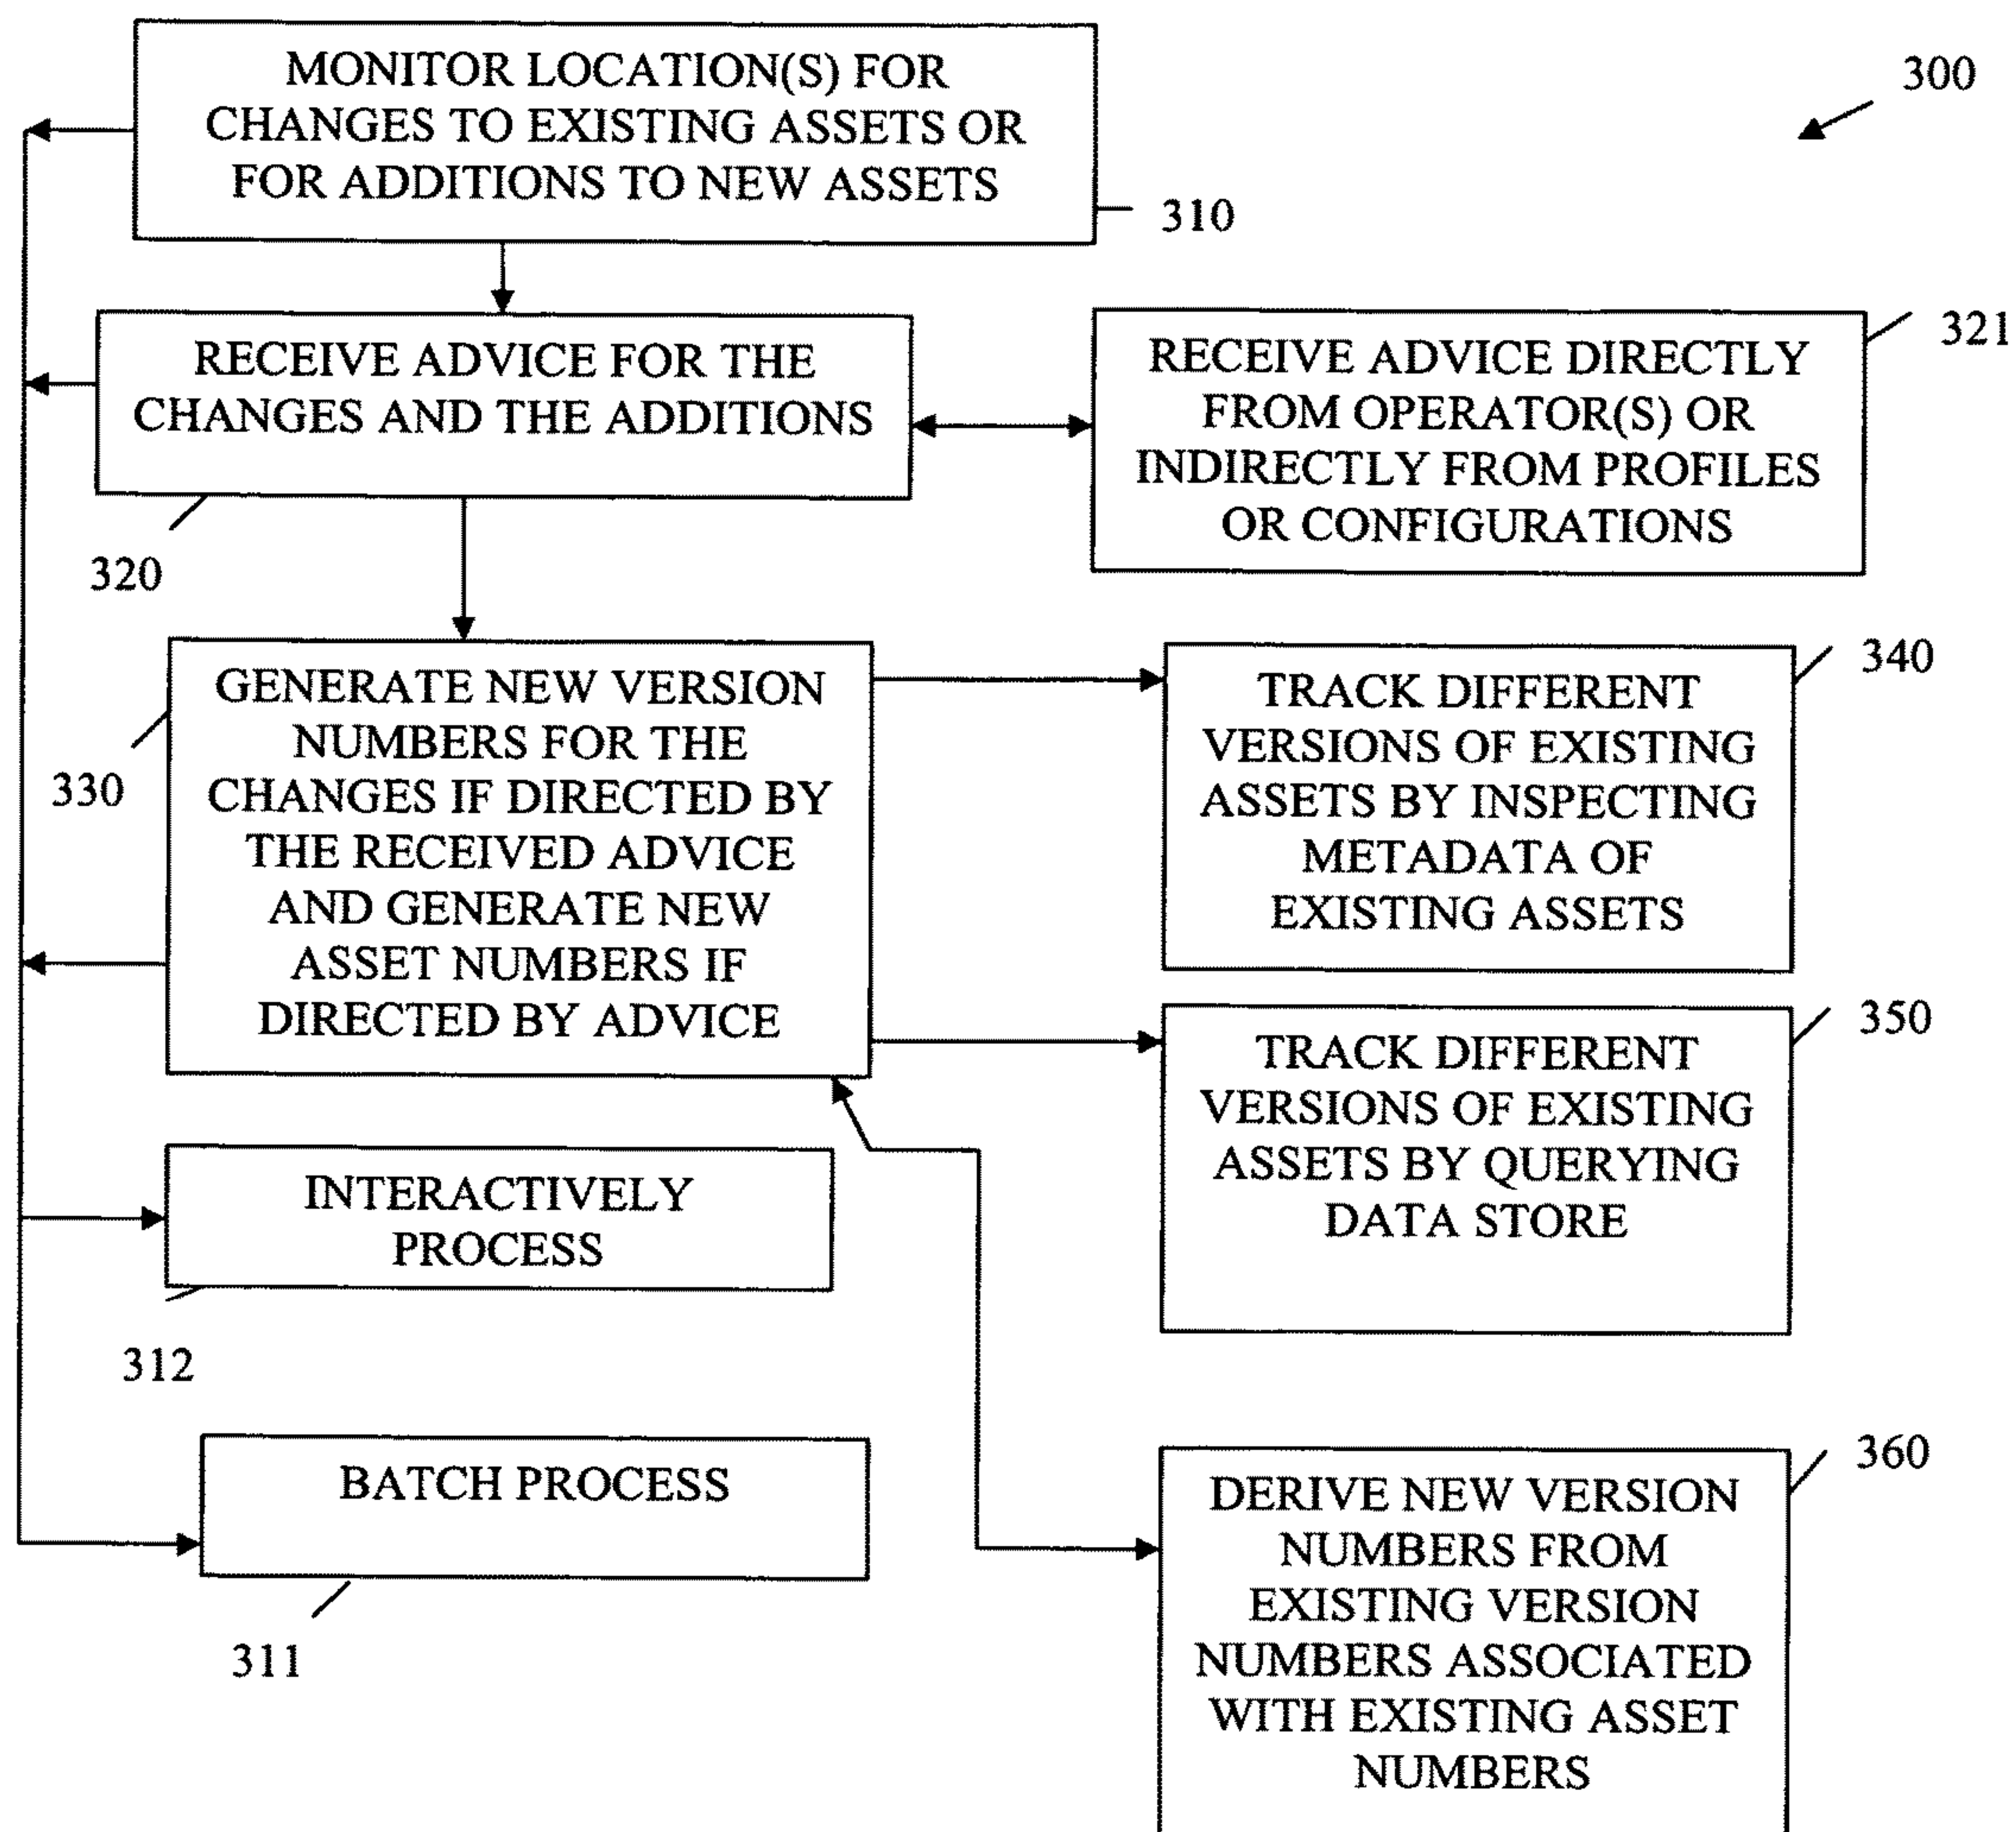 MONITOR LOCATION(S) FOR
CHANGES TO EXISTING ASSETS OR
FOR ADDITIONS TO NEW ASSETS
300
310
RECEIVE ADVICE FOR THE
CHANGES AND THE ADDITIONS
320
RECEIVE ADVICE DIRECTLY
FROM OPERATOR(S) OR
INDIRECTLY FROM PROFILES
OR CONFIGURATIONS
321
GENERATE NEW VERSION
NUMBERS FOR THE
CHANGES IF DIRECTED BY
THE RECEIVED ADVICE
AND GENERATE NEW
ASSET NUMBERS IF
DIRECTED BY ADVICE
330
TRACK DIFFERENT
VERSIONS OF EXISTING
ASSETS BY INSPECTING
METADATA OF
EXISTING ASSETS
340
TRACK DIFFERENT
VERSIONS OF EXISTING
ASSETS BY QUERYING
DATA STORE
350
INTERACTIVELY
PROCESS
312
BATCH PROCESS
311
DERIVE NEW VERSION
NUMBERS FROM
EXISTING VERSION
NUMBERS ASSOCIATED
WITH EXISTING ASSET
NUMBERS
360